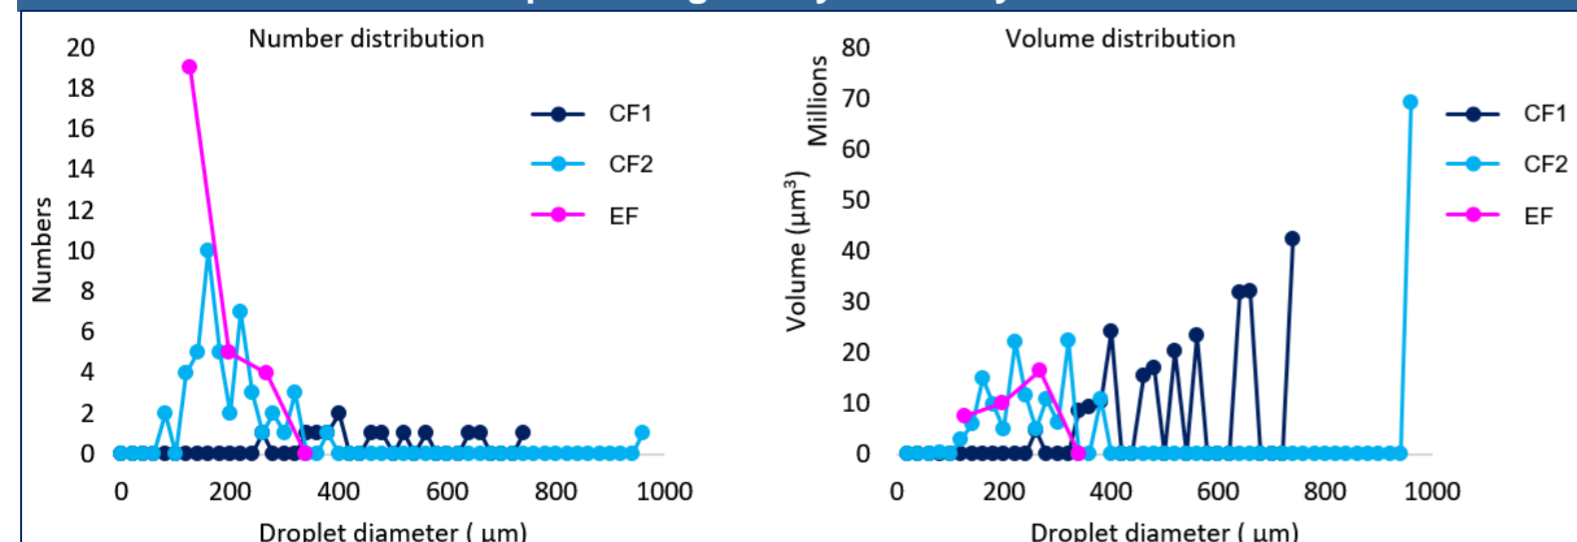 Number distribution
20
18
16
14
12
10
8
6
4
2
0
Numbers
CF1
CF2
EF
0 200 400 600 800 1000
Droplet diameter ( µm)
Volume distribution
80
70
60
50
40
30
20
10
0
Millions
Volume (µm³)
CF1
CF2
EF
0 200 400 600 800 1000
Droplet diameter ( µm)